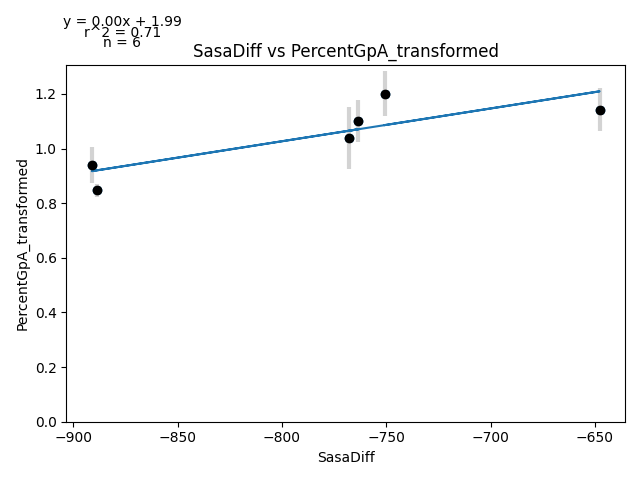 y = 0.00x + 1.99
r^2 = 0.71
n = 6
SasaDiff vs PercentGpA_transformed
1.2
1.0
0.8
0.6
0.4
0.2
0.0
PercentGpA_transformed
−900
−850
−800
−750
−700
−650
SasaDiff